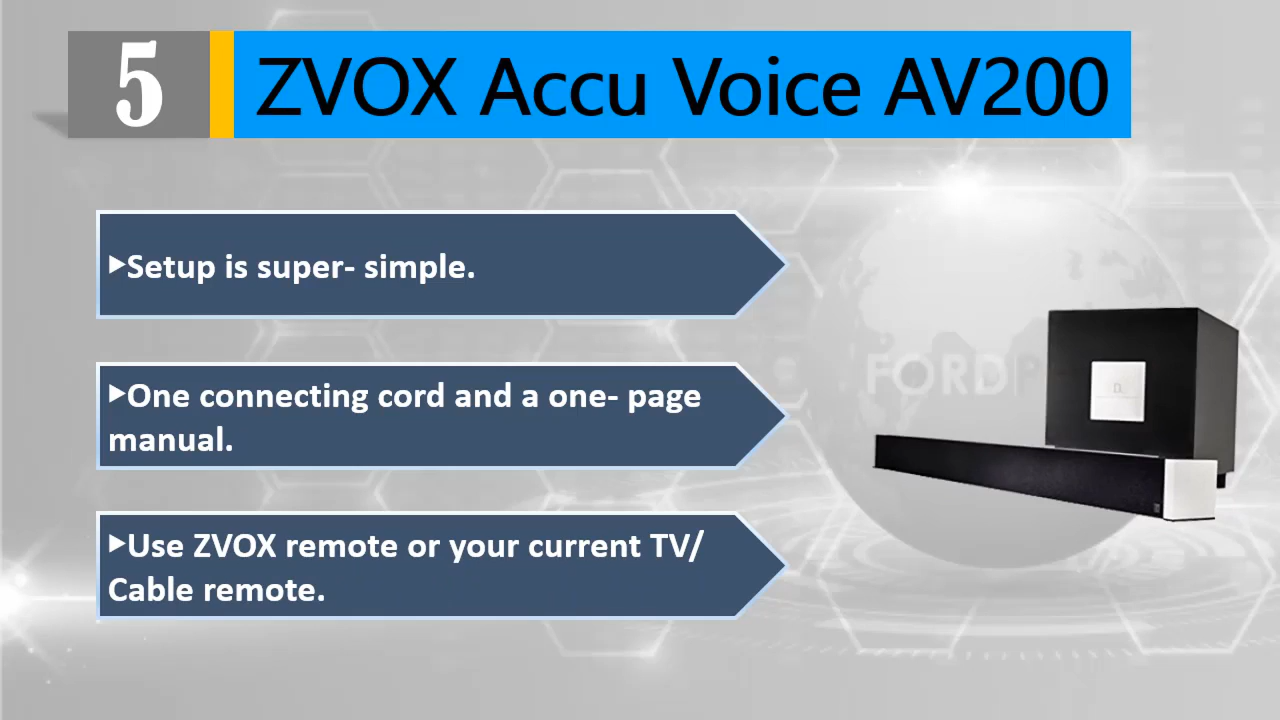 5
ZVOX Accu Voice AV200
▶Setup is super- simple.
▶One connecting cord and a one- page
manual.
▶Use ZVOX remote or your current TV/
Cable remote.
FORDP